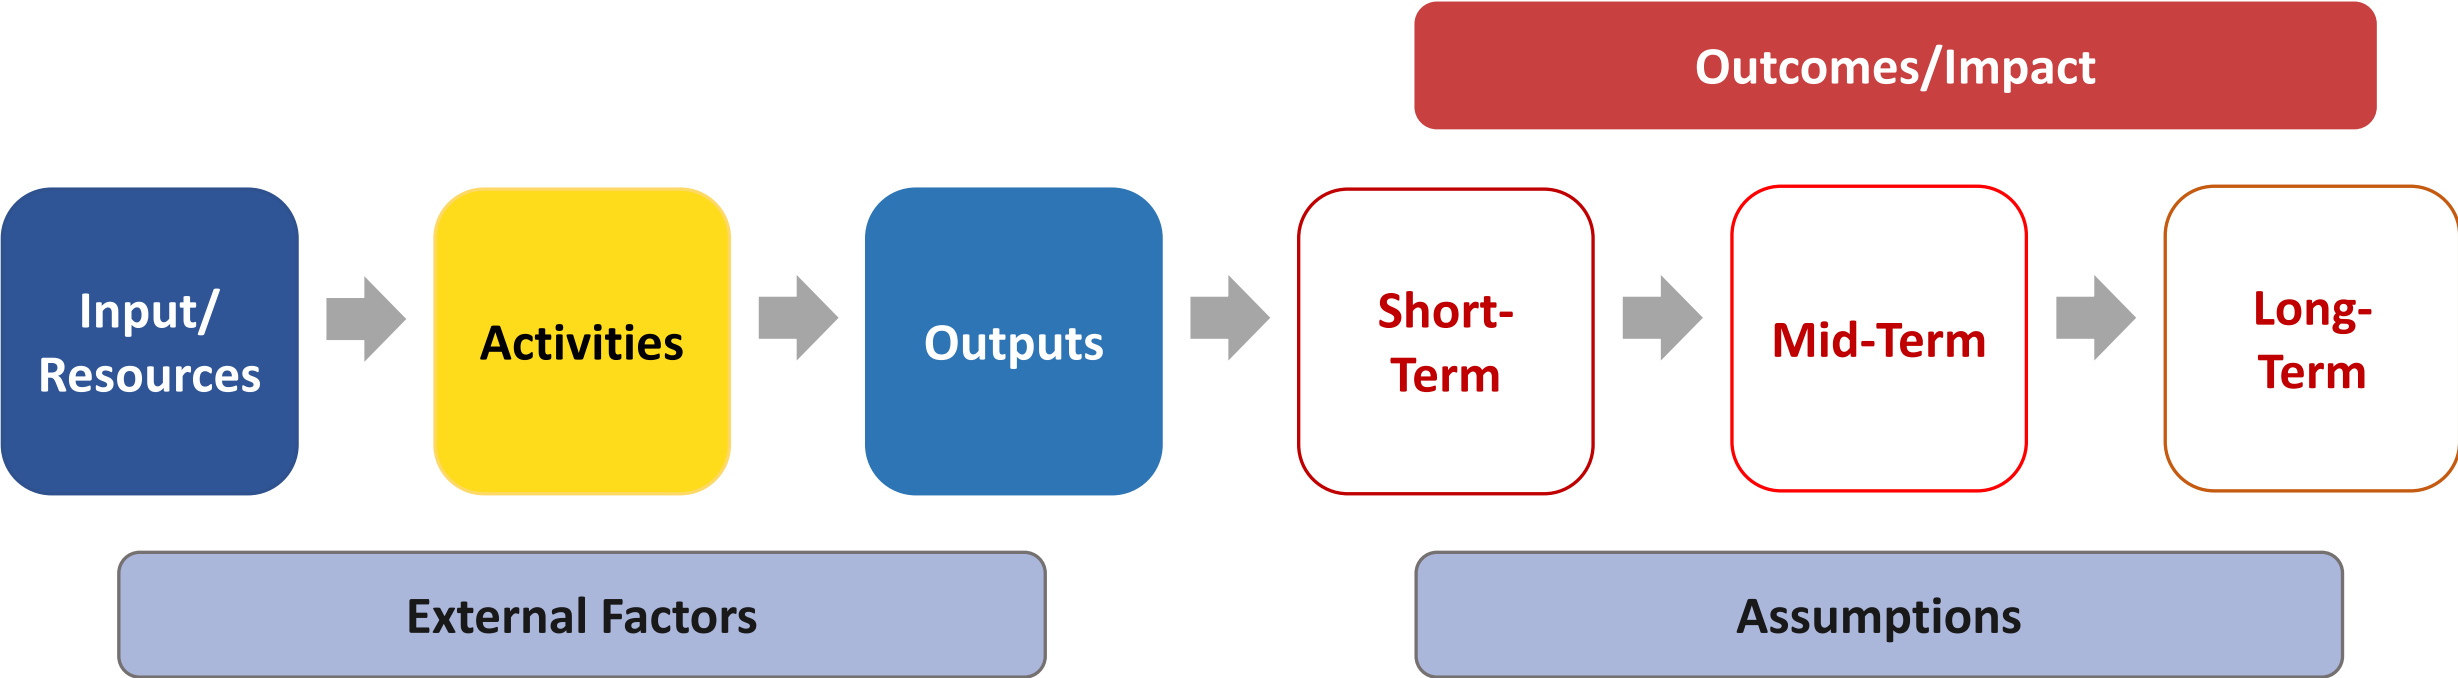 Outcomes/Impact
Input/
Resources
Activities
Outputs
Short-
Term
Mid-Term
Long-
Term
External Factors
Assumptions